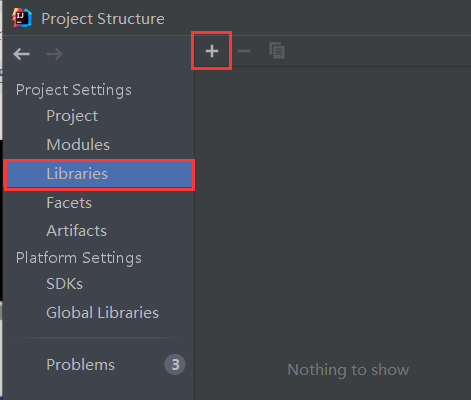 Project Structure
Project Settings
Project
Modules
Libraries
Facets
Artifacts
Platform Settings
SDKs
Global Libraries
Problems 3
Nothing to show